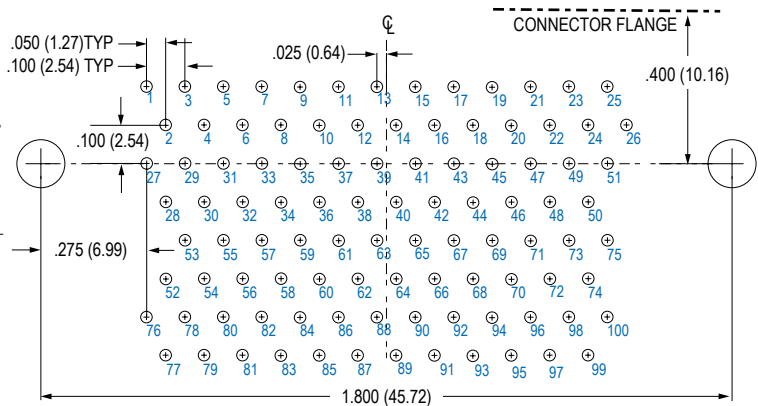 ℄
CONNECTOR FLANGE
.050 (1.27)TYP
.100 (2.54) TYP
.025 (0.64)
.400 (10.16)
1 3 5 7 9 11 13 15 17 19 21 23 25
.100 (2.54)
2 4 6 8 10 12 14 16 18 20 22 24 26
27 29 31 33 35 37 39 41 43 45 47 49 51
28 30 32 34 36 38 40 42 44 46 48 50
.275 (6.99)
53 55 57 59 61 63 65 67 69 71 73 75
52 54 56 58 60 62 64 66 68 70 72 74
76 78 80 82 84 86 88 90 92 94 96 98 100
77 79 81 83 85 87 89 91 93 95 97 99
1.800 (45.72)